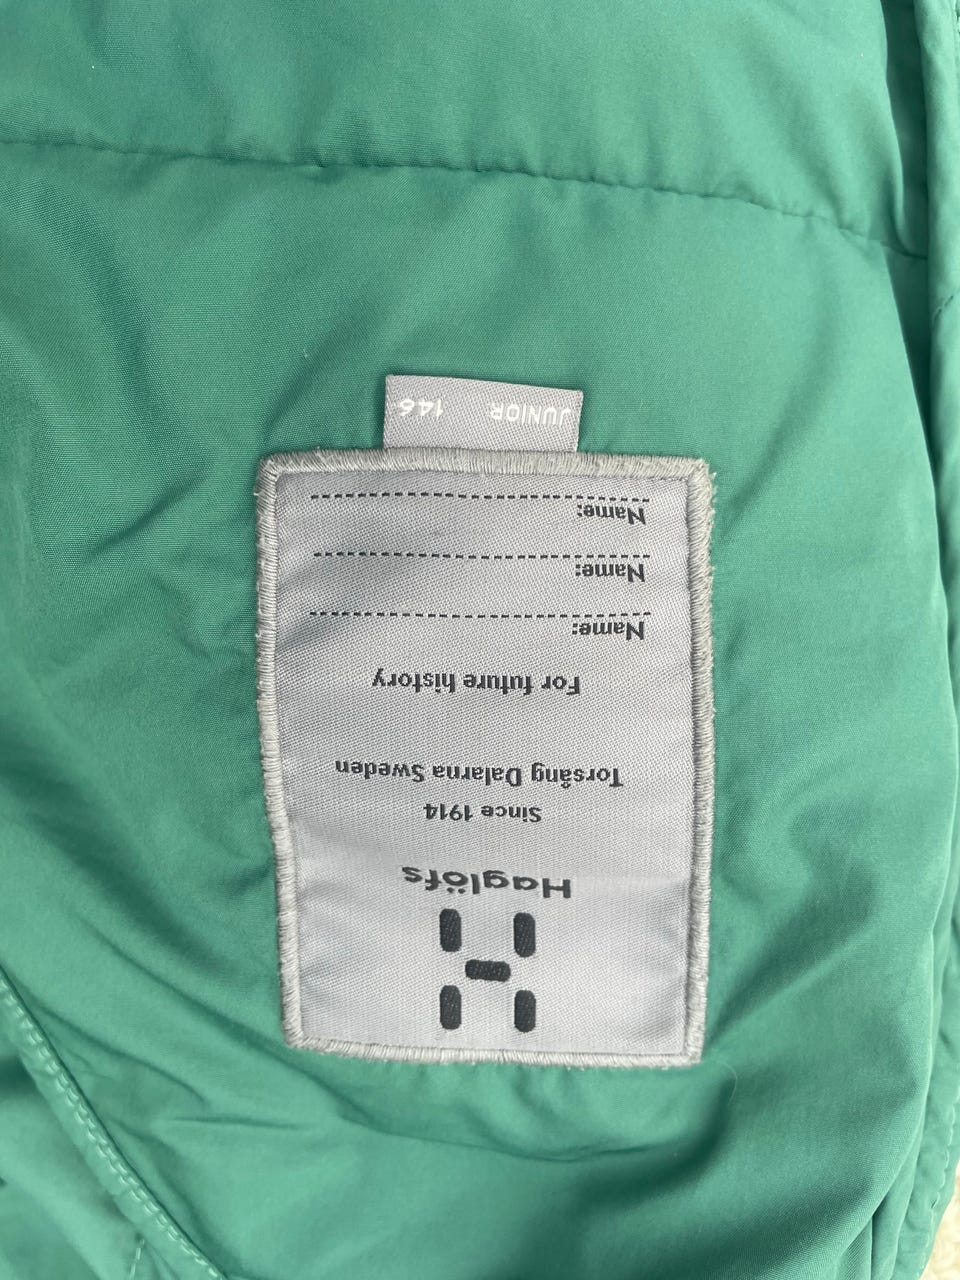 Haglöfs
Since 1914
Torsång Dalarna Sweden
For future history
Name:
Name:
Name:
JUNIOR 146